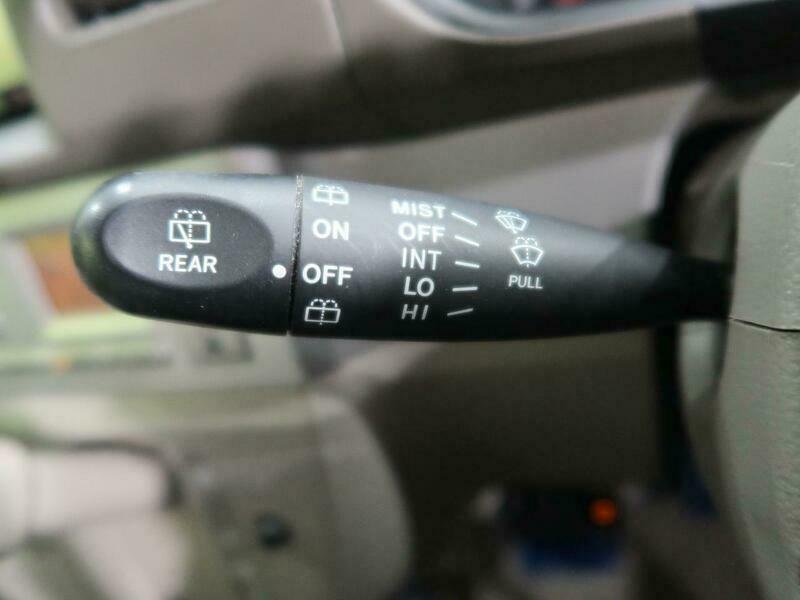 REAR
ON
OFF
MIST
OFF
INT
LO
HI
PULL